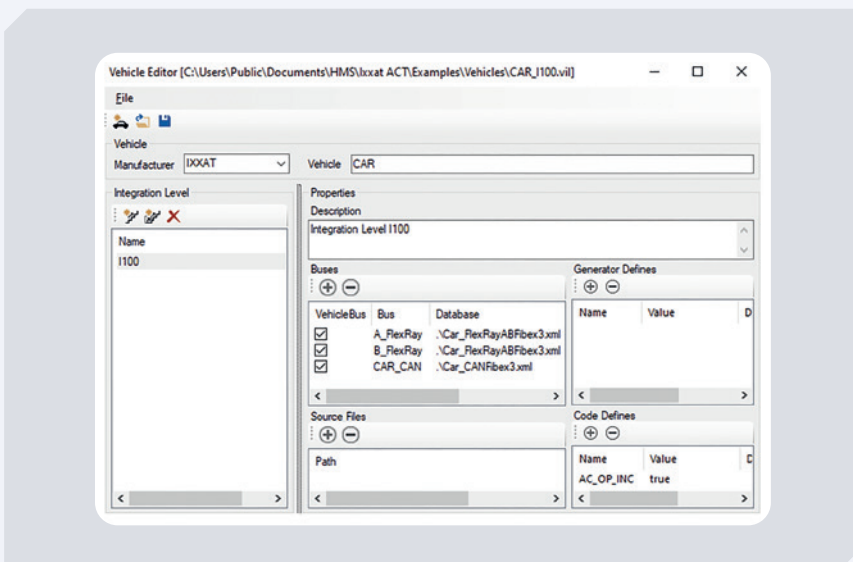 Vehicle Editor [C:\Users\Public\Documents\HMS\Ixxat ACT\Examples\Vehicles\CAR_I100.vil]
File
Vehicle
Manufacturer IXXAT Vehicle CAR
Integration Level
Name
I100
Properties
Description
Integration Level I100
Buses
VehicleBus Bus Database
A_FlexRay .\Car_FlexRayABFibex3.xml
B_FlexRay .\Car_FlexRayABFibex3.xml
CAR_CAN .\Car_CANFibex3.xml
Generator Defines
Name Value D
Source Files
Path
Code Defines
Name Value
AC_OP_INC true